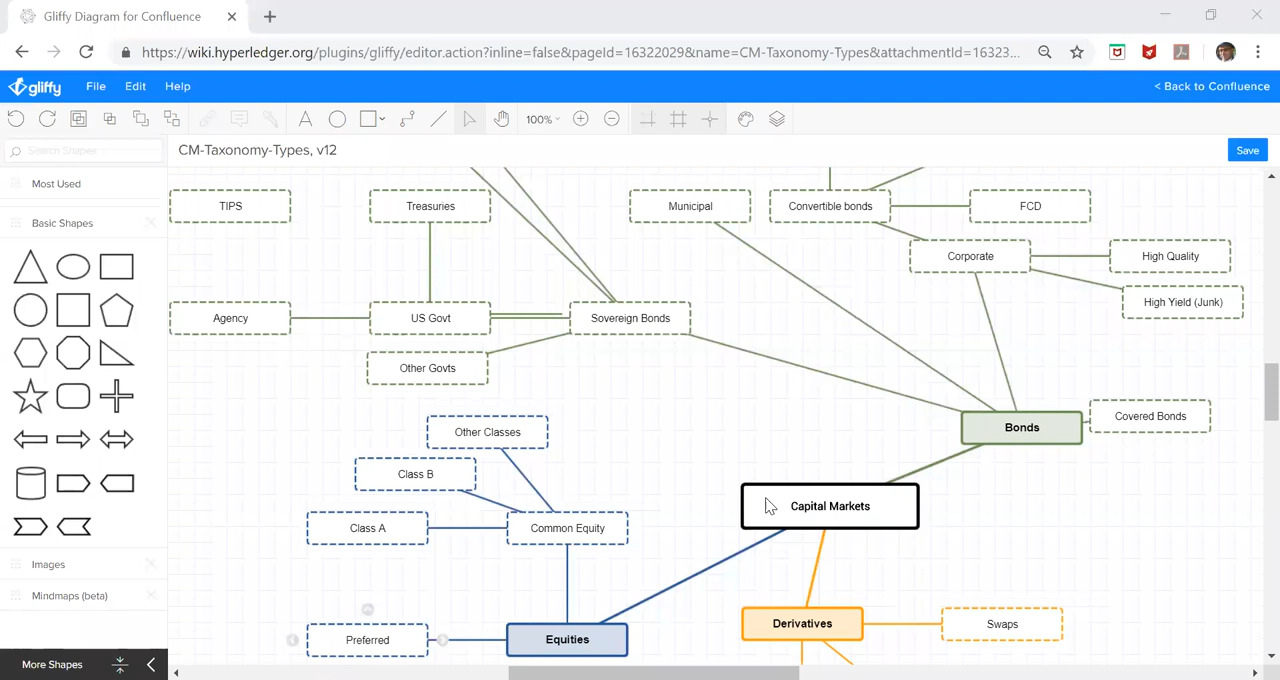 Gliffy Diagram for Confluence
https://wiki.hyperledger.org/plugins/gliffy/editor.action?inline=false&pageId=16322029&name=CM-Taxonomy-Types&attachmentId=16323...
gliffy
File
Edit
Help
< Back to Confluence
100%
Search Shapes
CM-Taxonomy-Types, v12
Save
Most Used
Basic Shapes
Images
Mindmaps (beta)
More Shapes
TIPS
Treasuries
Municipal
Convertible bonds
FCD
Corporate
High Quality
High Yield (Junk)
Agency
US Govt
Sovereign Bonds
Other Govts
Bonds
Covered Bonds
Other Classes
Class B
Class A
Common Equity
Capital Markets
Preferred
Equities
Derivatives
Swaps